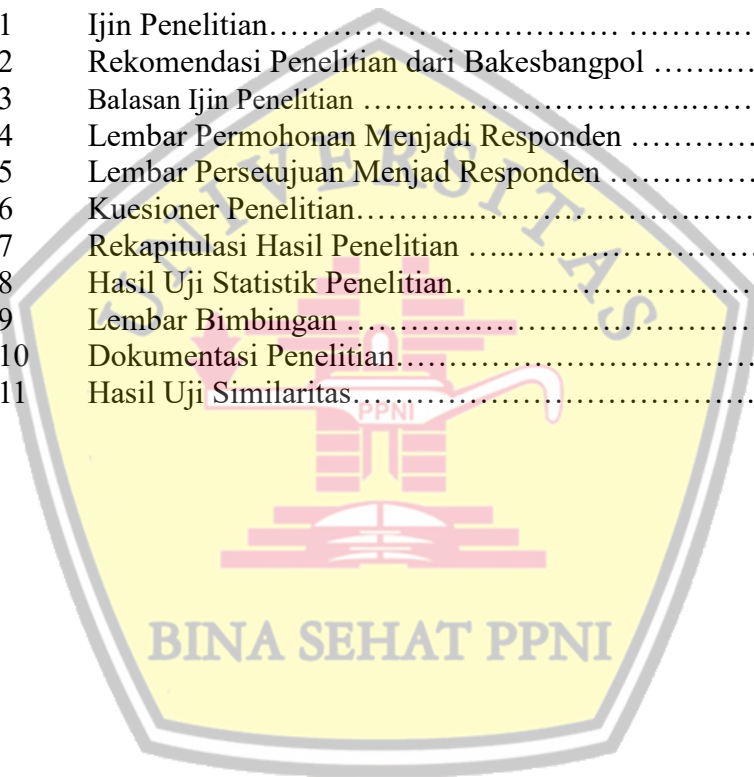 1 Ijin Penelitian…………………………… ………..…
2 Rekomendasi Penelitian dari Bakesbangpol …….…
3 Balasan Ijin Penelitian ………………………….……
4 Lembar Permohonan Menjadi Responden …………
5 Lembar Persetujuan Menjad Responden ……………
6 Kuesioner Penelitian………..………………………
7 Rekapitulasi Hasil Penelitian …..……………………
8 Hasil Uji Statistik Penelitian…………………………
9 Lembar Bimbingan …………….……………………
10 Dokumentasi Penelitian………………………………
11 Hasil Uji Similaritas…………………………………
UNIVERSITAS
PPNI
BINA SEHAT PPNI